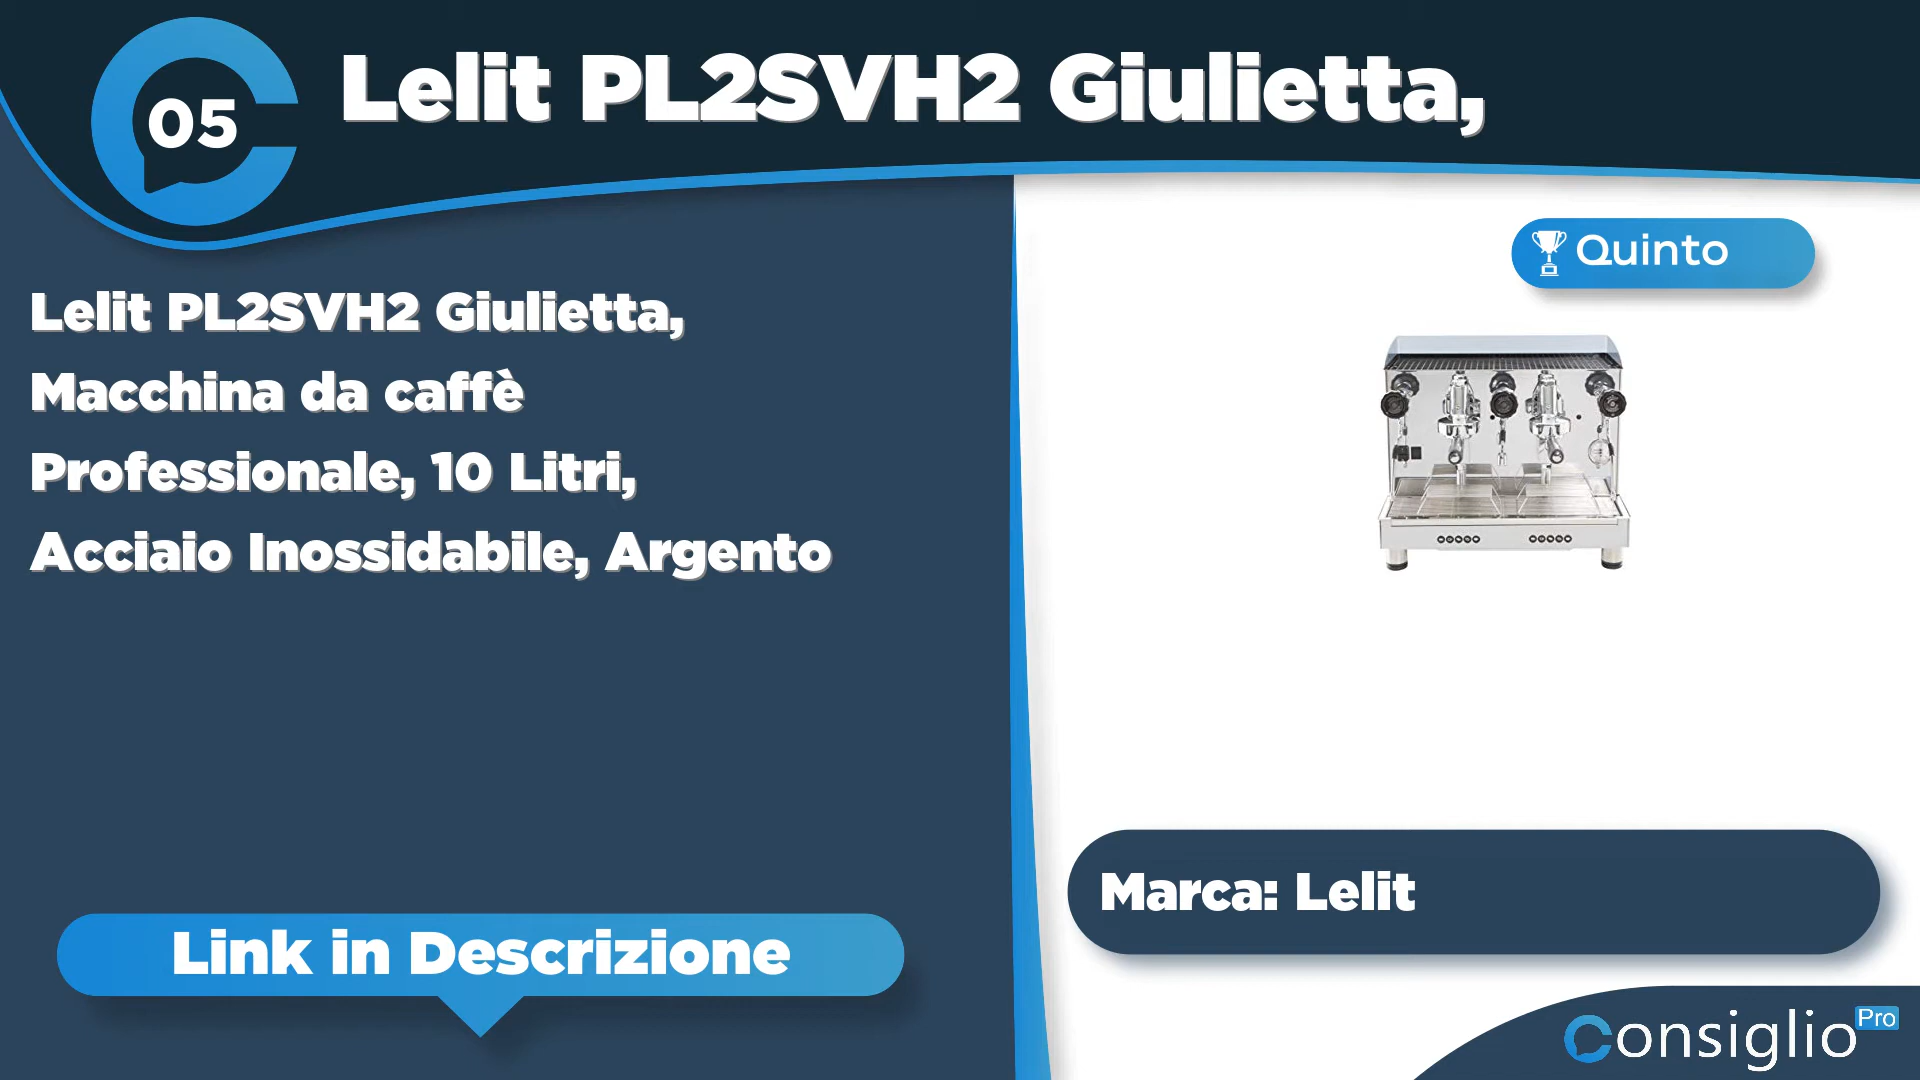 05
Lelit PL2SVH2 Giulietta,
Quinto
Lelit PL2SVH2 Giulietta,
Macchina da caffè
Professionale, 10 Litri,
Acciaio Inossidabile, Argento
Marca: Lelit
Link in Descrizione
Consiglio Pro